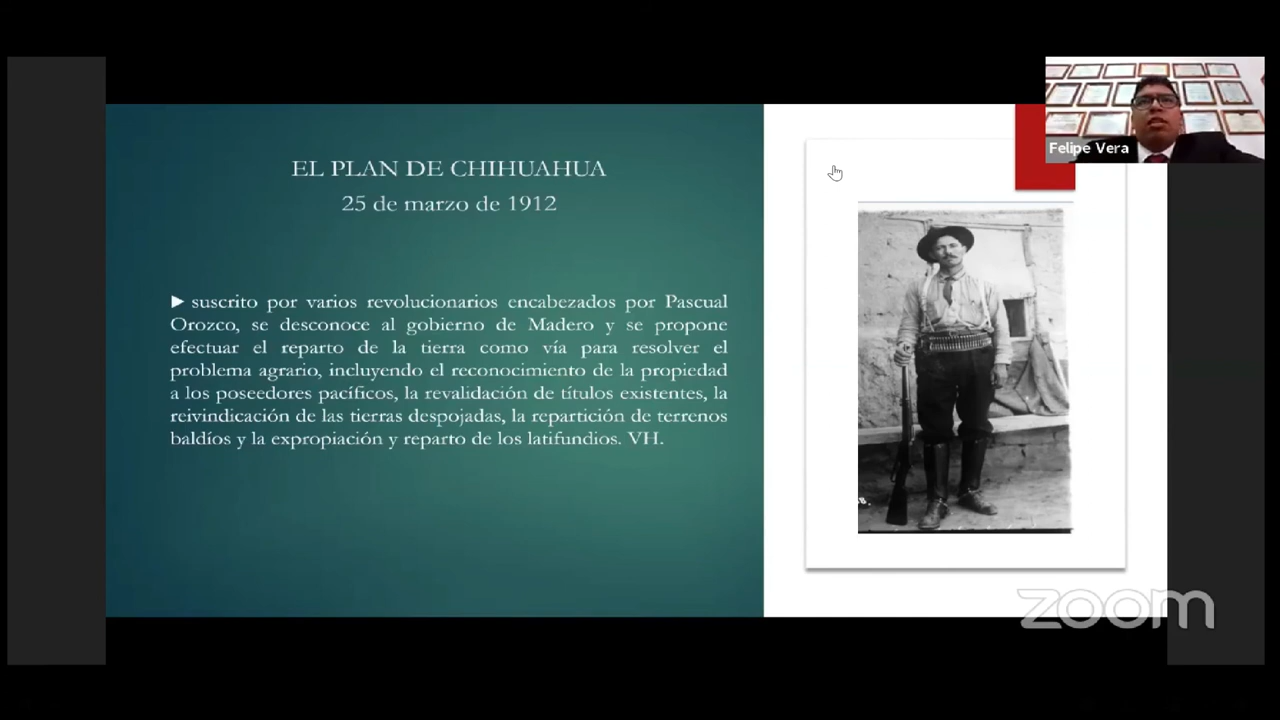 EL PLAN DE CHIHUAHUA
25 de marzo de 1912
► suscrito por varios revolucionarios encabezados por Pascual
Orozco, se desconoce al gobierno de Madero y se propone
efectuar el reparto de la tierra como vía para resolver el
problema agrario, incluyendo el reconocimiento de la propiedad
a los poseedores pacíficos, la revalidación de títulos existentes, la
reivindicación de las tierras despojadas, la repartición de terrenos
baldíos y la expropiación y reparto de los latifundios. VH.
Felipe Vera
zoom